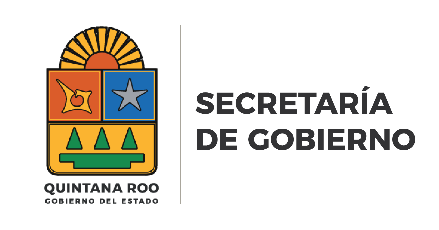 QUINTANA ROO
GOBIERNO DEL ESTADO
SECRETARÍA
DE GOBIERNO